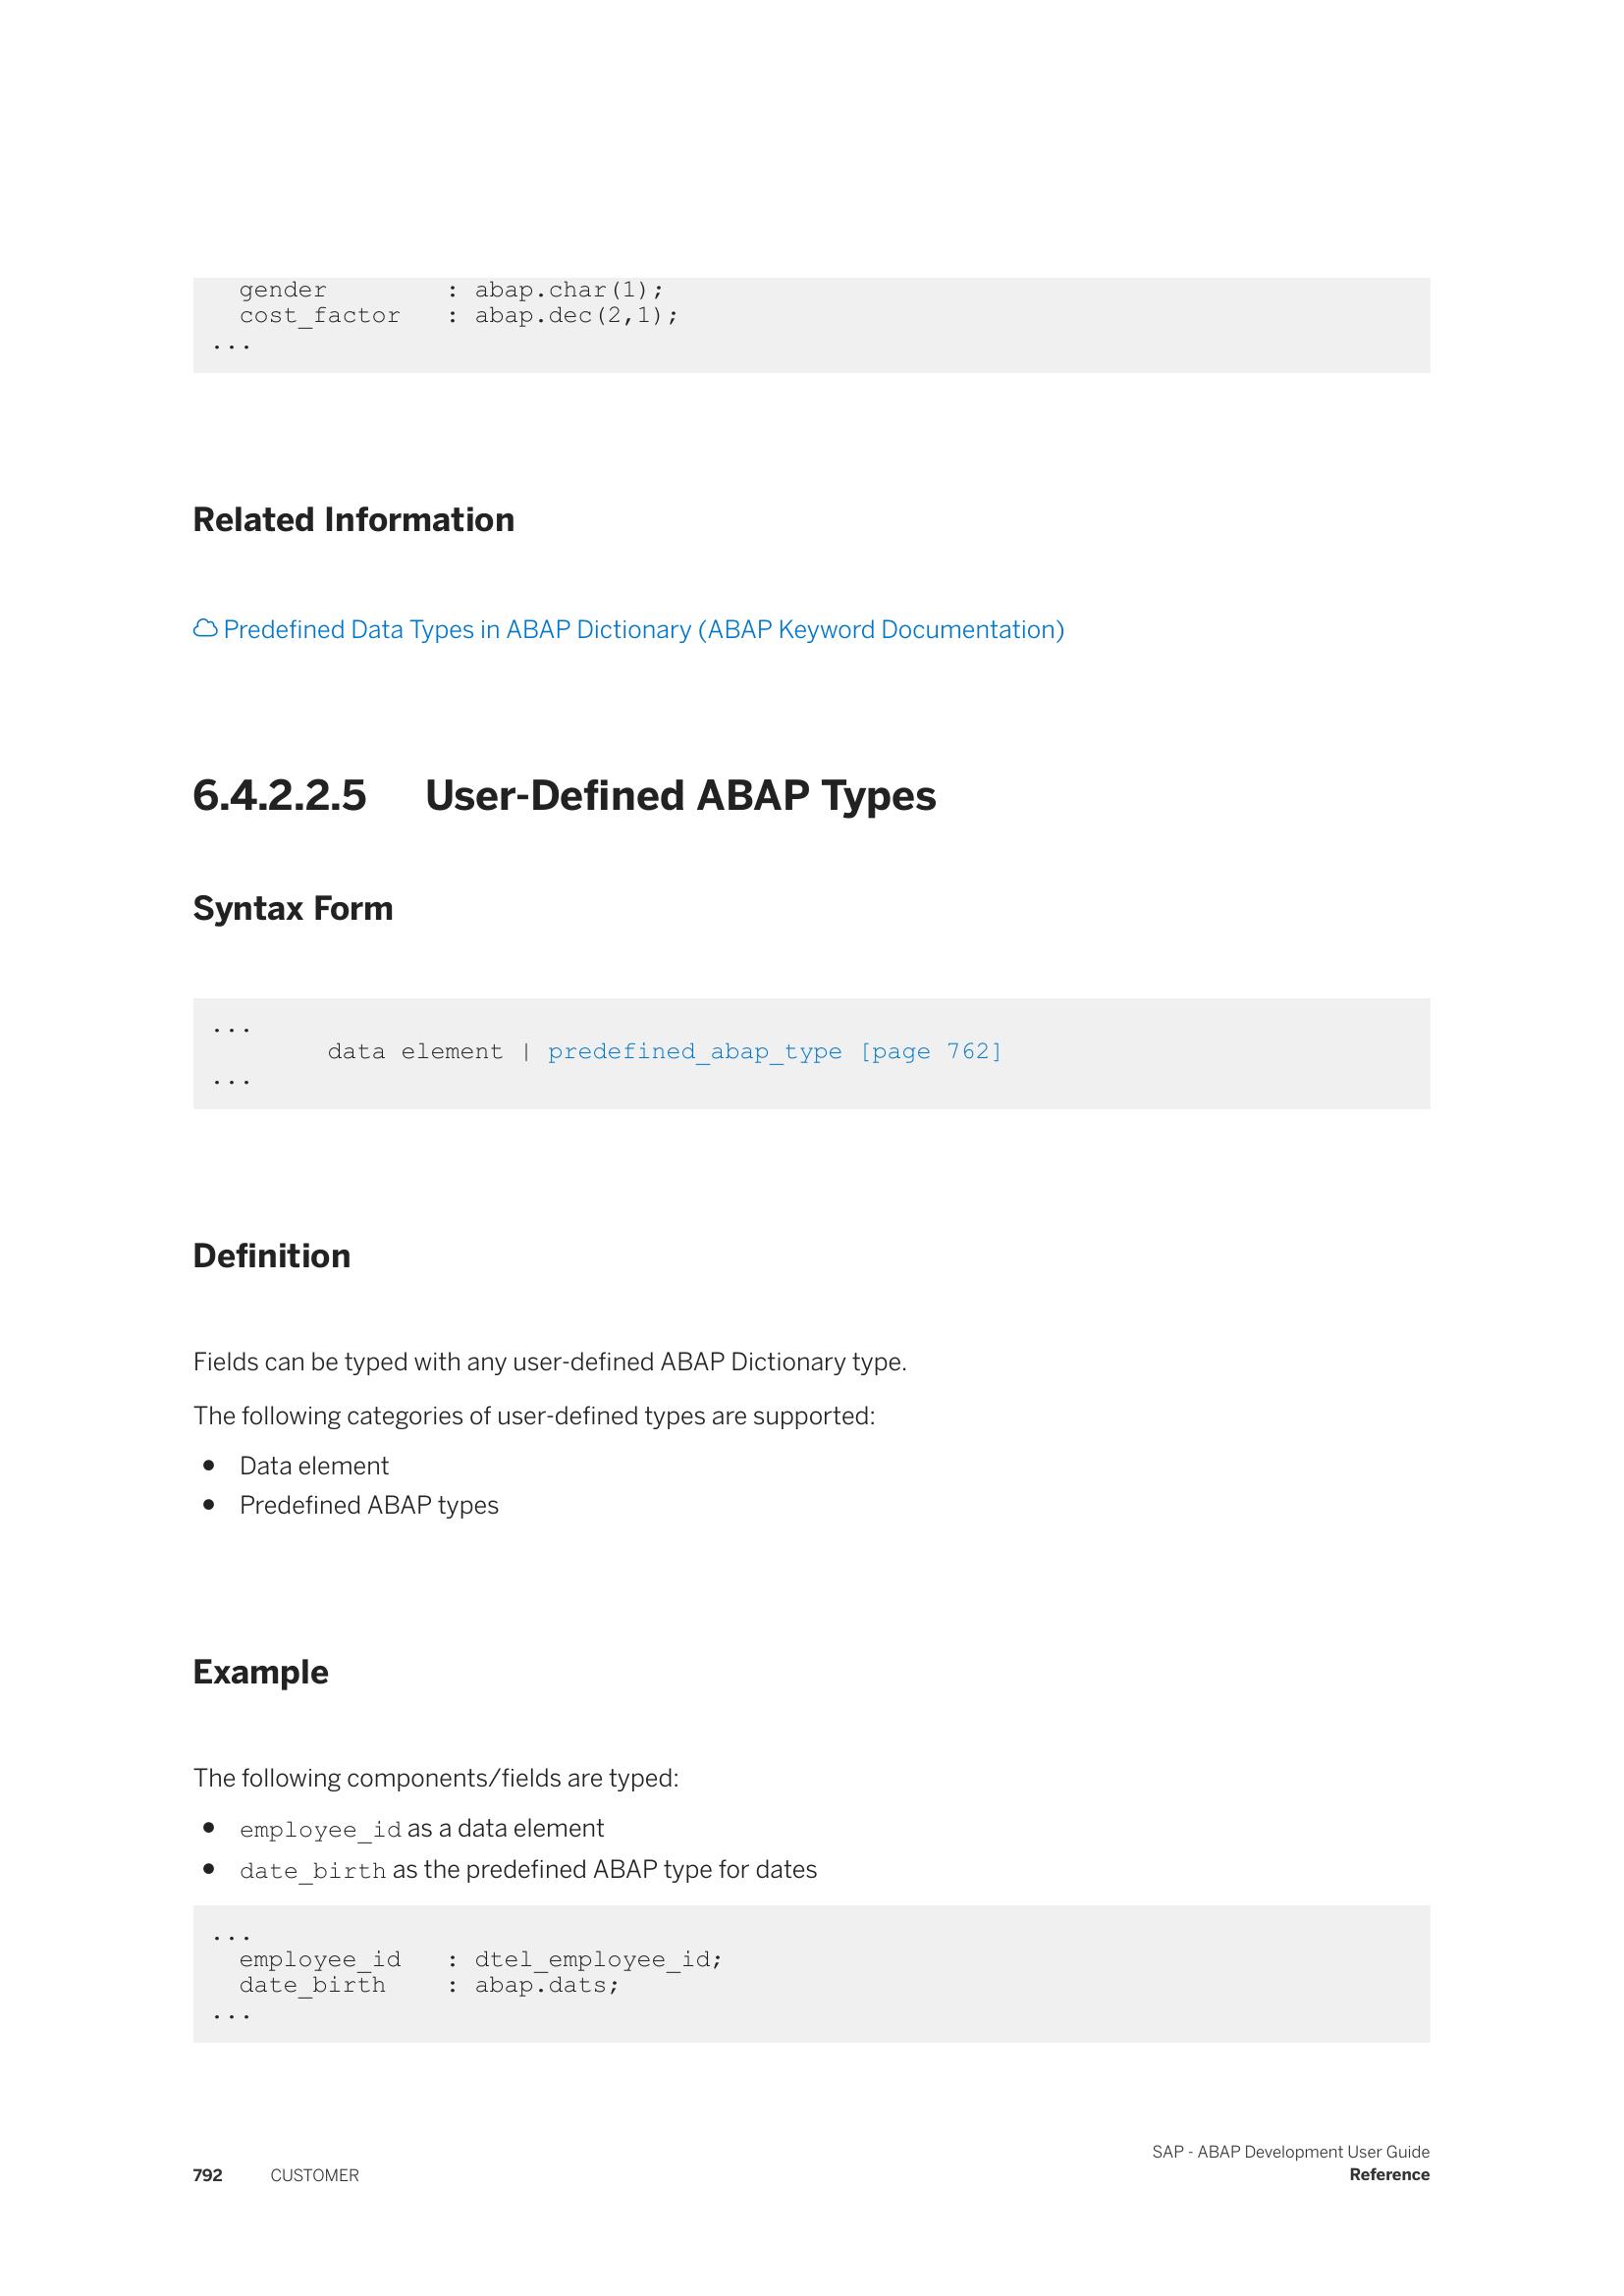 gender : abap.char(1);
cost_factor : abap.dec(2,1);
...
Related Information
Predefined Data Types in ABAP Dictionary (ABAP Keyword Documentation)
6.4.2.2.5 User-Defined ABAP Types
Syntax Form
...
data element | predefined_abap_type [page 762]
...
Definition
Fields can be typed with any user-defined ABAP Dictionary type.
The following categories of user-defined types are supported:
• Data element
• Predefined ABAP types
Example
The following components/fields are typed:
• employee_id as a data element
• date_birth as the predefined ABAP type for dates
...
employee_id : dtel_employee_id;
date_birth : abap.dats;
...
SAP - ABAP Development User Guide
792 CUSTOMER Reference